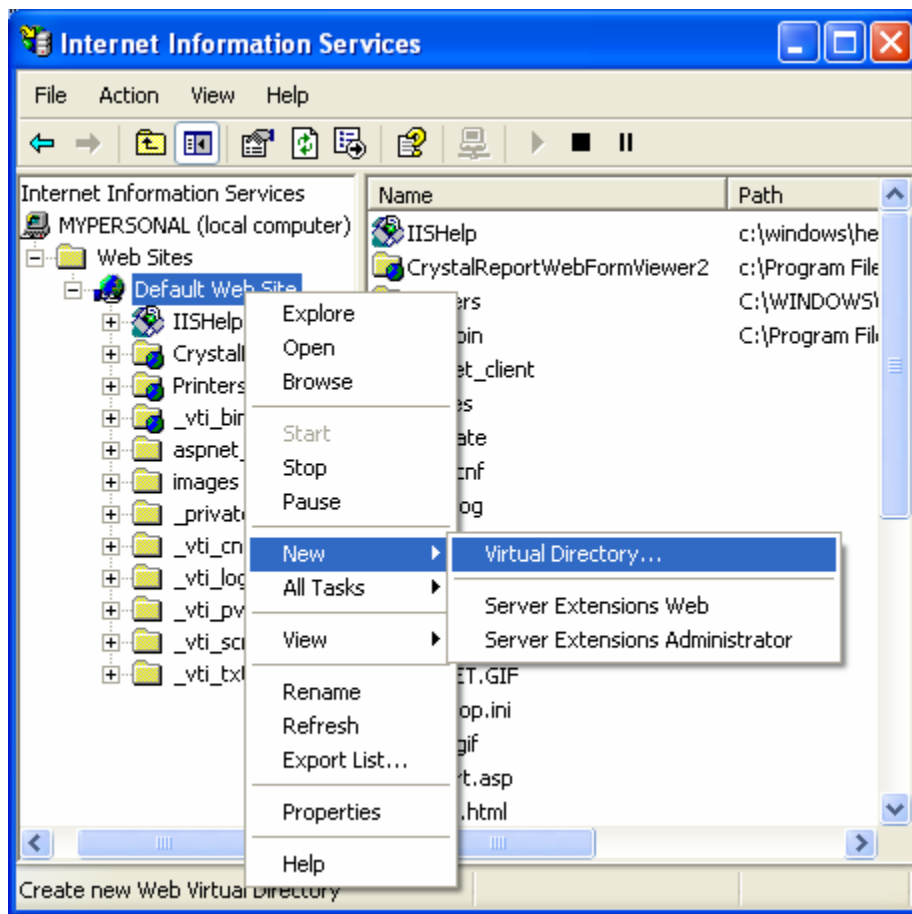 Internet Information Services
File Action View Help
Internet Information Services
MYPERSONAL (local computer)
Web Sites
Default Web Site
IISHelp
Crystal
Printers
_vti_bin
aspnet_
images
_private
_vti_cn
_vti_log
_vti_pv
_vti_scr
_vti_txt
Name Path
IISHelp c:\windows\he
CrystalReportWebFormViewer2 c:\Program File
ers C:\WINDOWS\
oin C:\Program Fil
et_client
es
ate
cnf
og
ET.GIF
op.ini
gif
t.asp
.html
Explore
Open
Browse
Start
Stop
Pause
New
All Tasks
View
Rename
Refresh
Export List...
Properties
Help
Virtual Directory...
Server Extensions Web
Server Extensions Administrator
Create new Web Virtual Directory